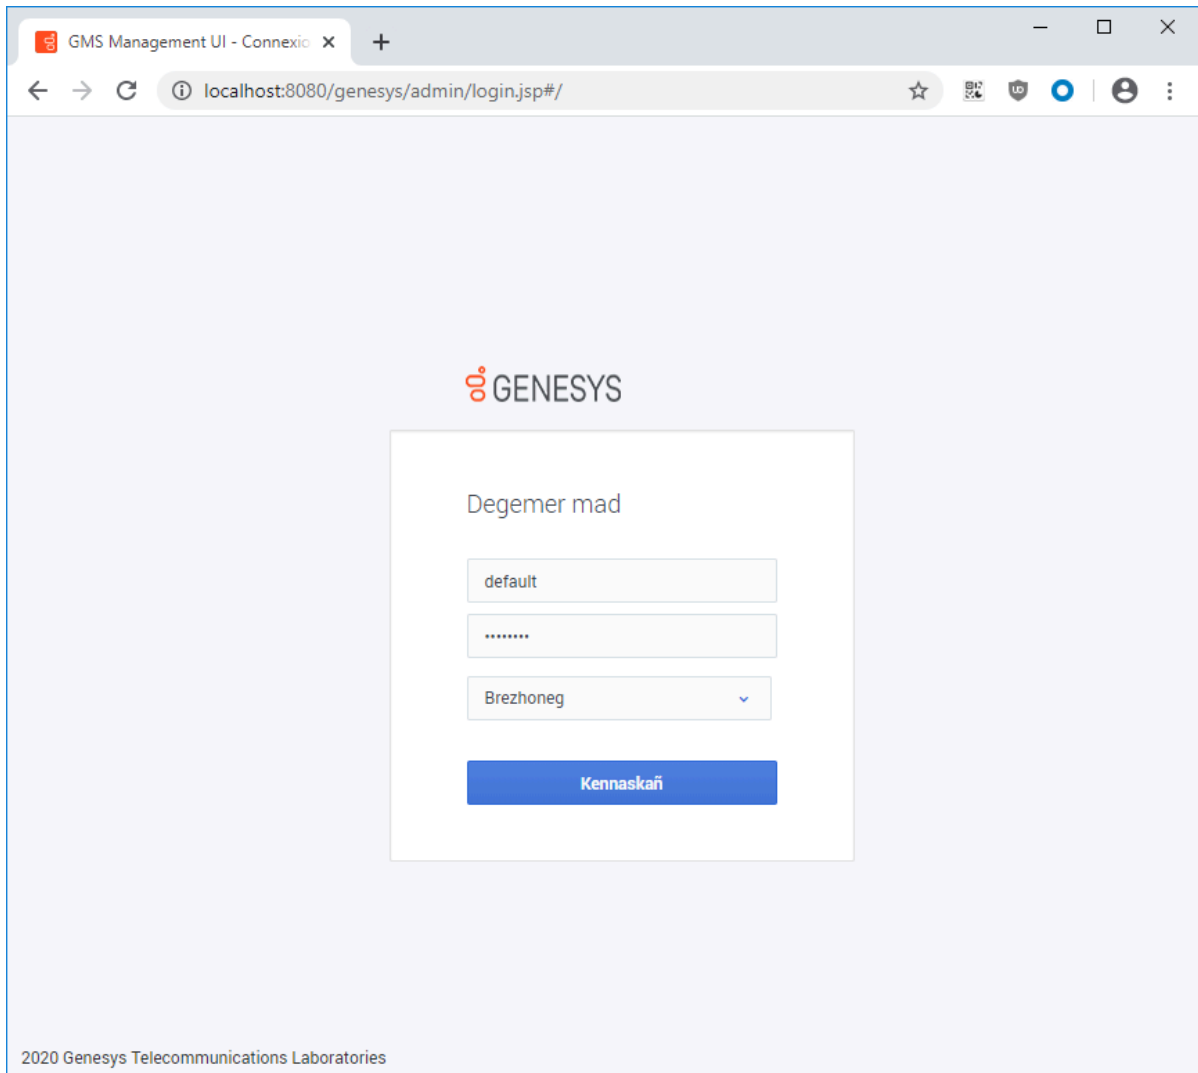 GMS Management UI - Connexio
localhost:8080/genesys/admin/login.jsp#/
GENESYS
Degemer mad
default
••••••••
Brezhoneg
Kennaskañ
2020 Genesys Telecommunications Laboratories